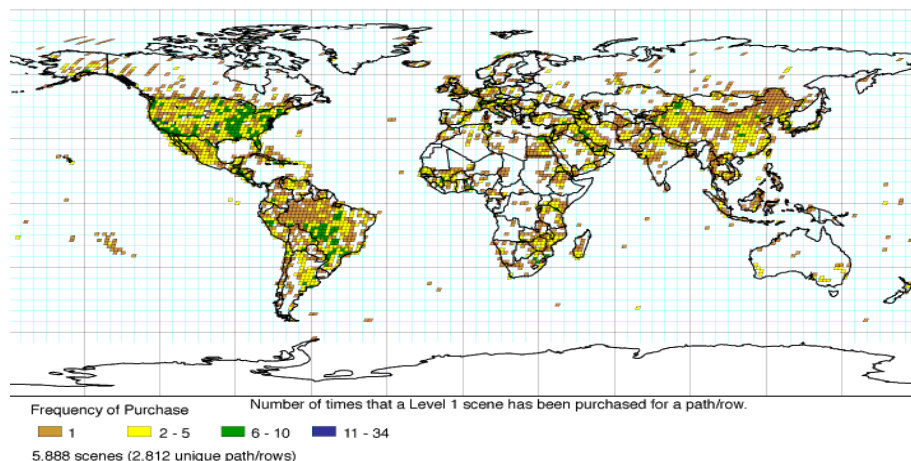 Number of times that a Level 1 scene has been purchased for a path/row.
Frequency of Purchase
1 2 - 5 6 - 10 11 - 34
5,888 scenes (2,812 unique path/rows)